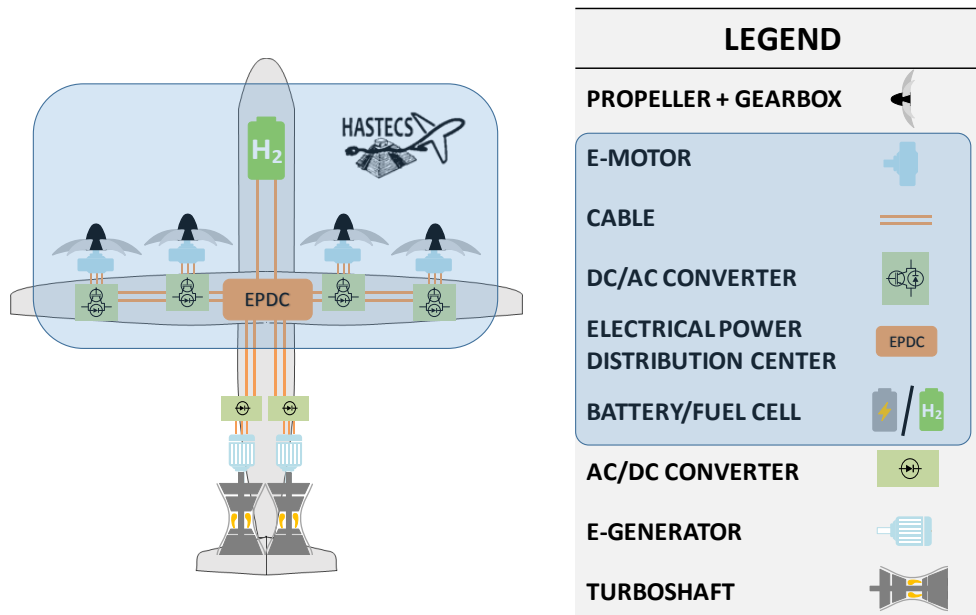 HASTECS
H₂
EPDC
LEGEND
PROPELLER + GEARBOX
E-MOTOR
CABLE
DC/AC CONVERTER
ELECTRICAL POWER
DISTRIBUTION CENTER
EPDC
BATTERY/FUEL CELL
/
H₂
AC/DC CONVERTER
E-GENERATOR
TURBOSHAFT